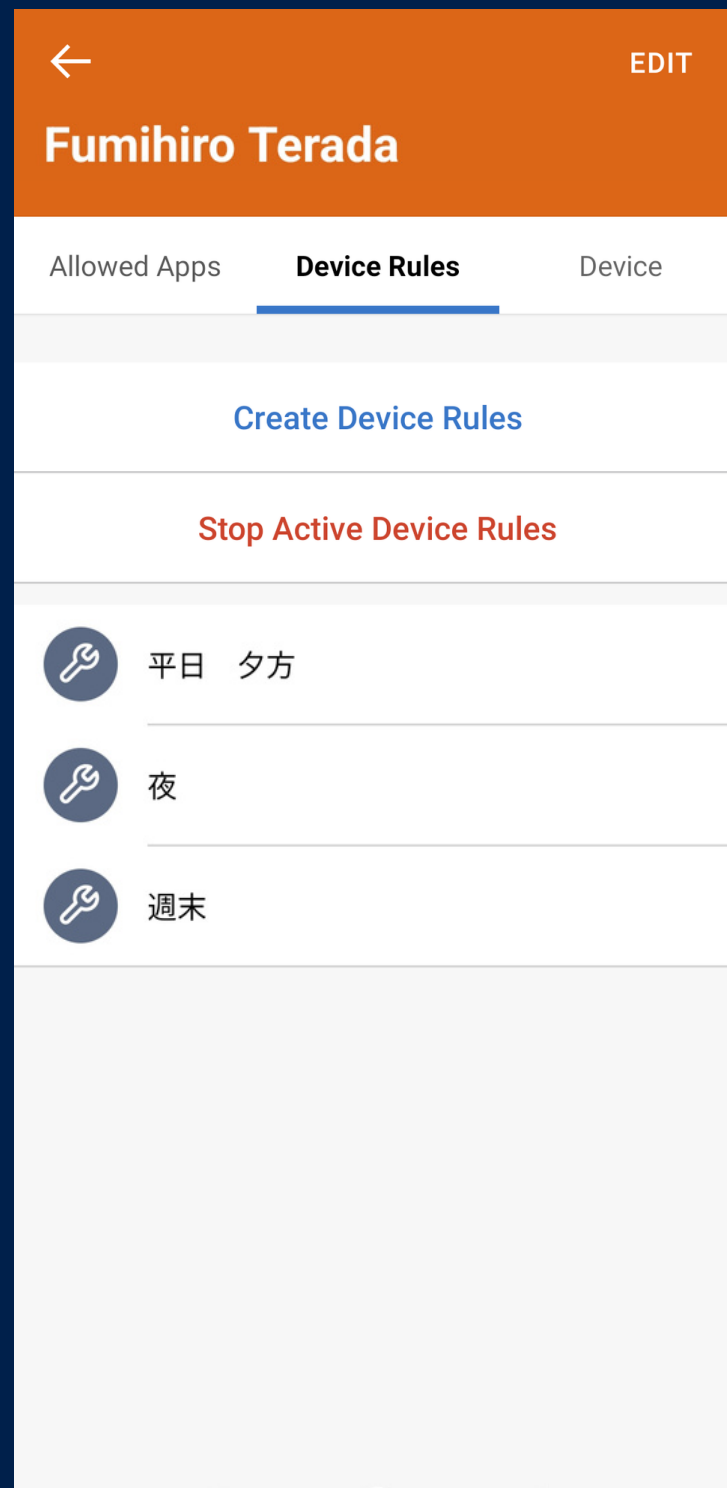 EDIT
Fumihiro Terada
Allowed Apps Device Rules Device
Create Device Rules
Stop Active Device Rules
平日　夕方
夜
週末